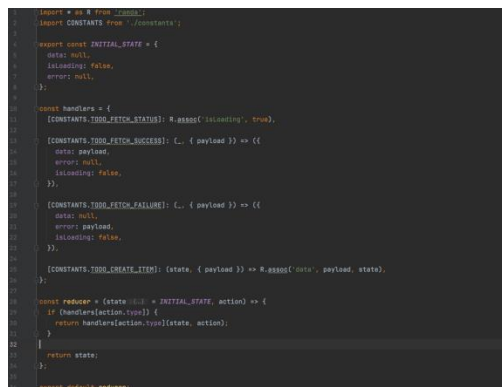 import * as R from 'ramda';
import CONSTANTS from './constants';
export const INITIAL_STATE = {
data: null,
isLoading: false,
error: null,
};
const handlers = {
[CONSTANTS.TODO_FETCH_STATUS]: R.assoc('isLoading', true),
[CONSTANTS.TODO_FETCH_SUCCESS]: (_, { payload }) => ({
data: payload,
error: null,
isLoading: false,
}),
[CONSTANTS.TODO_FETCH_FAILURE]: (_, { payload }) => ({
data: null,
error: payload,
isLoading: false,
}),
[CONSTANTS.TODO_CREATE_ITEM]: (state, { payload }) => R.assoc('data', payload, state),
};
const reducer = (state = INITIAL_STATE, action) => {
if (handlers[action.type]) {
return handlers[action.type](state, action);
}
32
return state;
};
export default reducer;